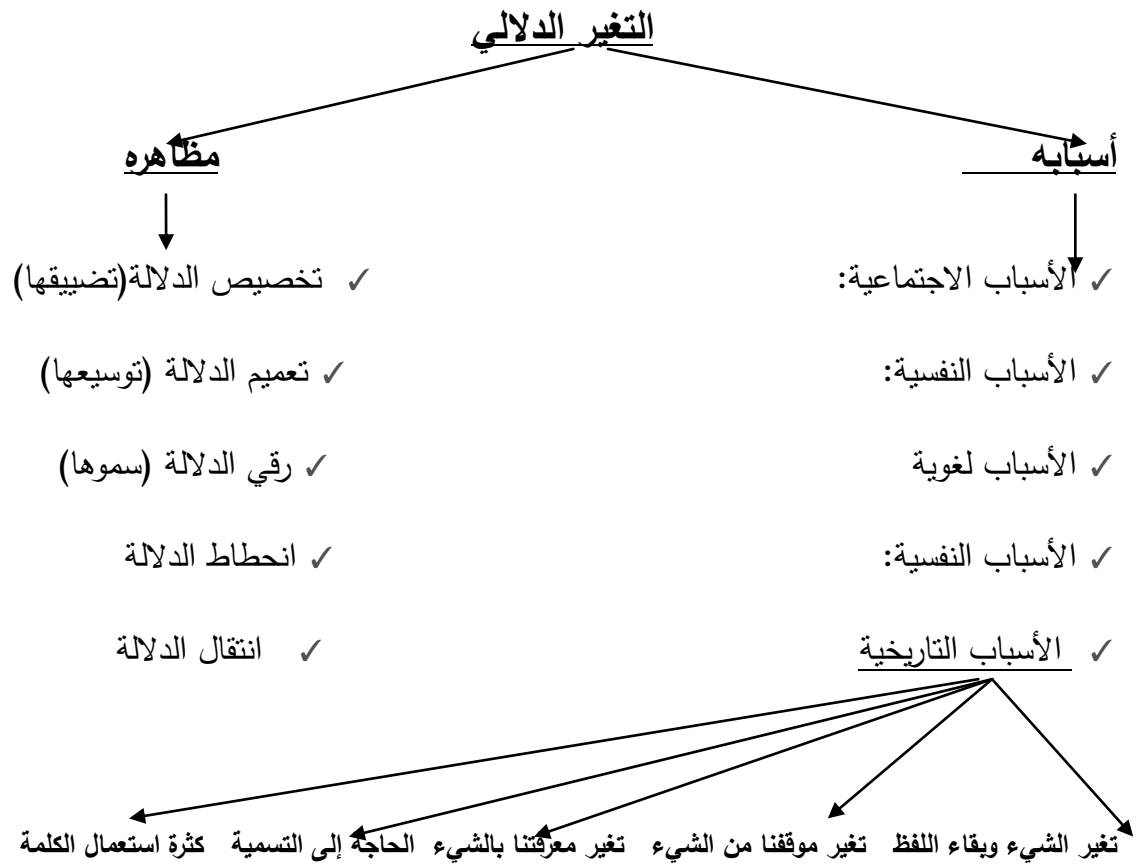 التغير الدلالي
أسبابه مظاهره
✓ الأسباب الاجتماعية: ✓ تخصيص الدلالة(تضييقها)
✓ الأسباب النفسية: ✓ تعميم الدلالة (توسيعها)
✓ الأسباب لغوية ✓ رقي الدلالة (سموها)
✓ الأسباب النفسية: ✓ انحطاط الدلالة
✓ الأسباب التاريخية ✓ انتقال الدلالة
تغير الشيء وبقاء اللفظ تغير موقفنا من الشيء تغير معرفتنا بالشيء الحاجة إلى التسمية كثرة استعمال الكلمة